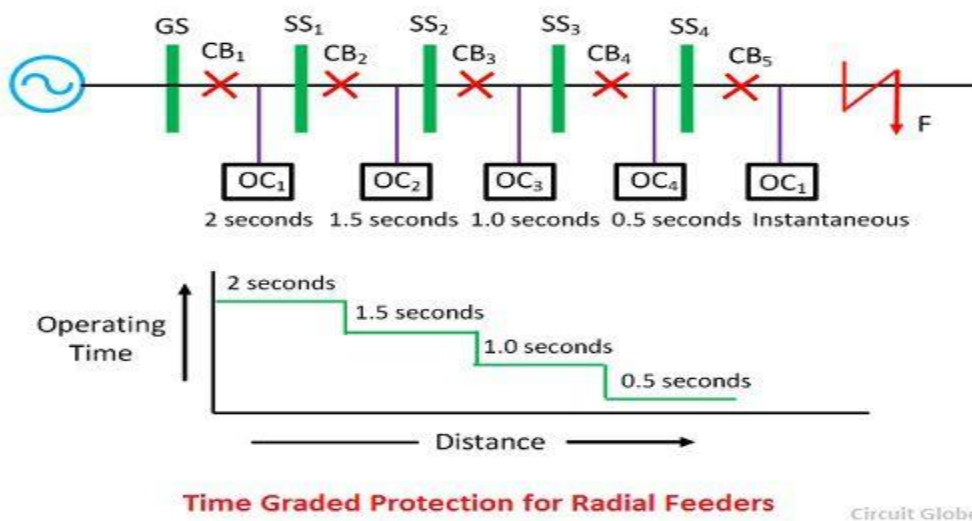 GS
SS1
SS2
SS3
SS4
CB1
CB2
CB3
CB4
CB5
F
OC1
OC2
OC3
OC4
OC1
2 seconds
1.5 seconds
1.0 seconds
0.5 seconds
Instantaneous
2 seconds
1.5 seconds
1.0 seconds
0.5 seconds
Operating
Time
Distance
Time Graded Protection for Radial Feeders
Circuit Globe